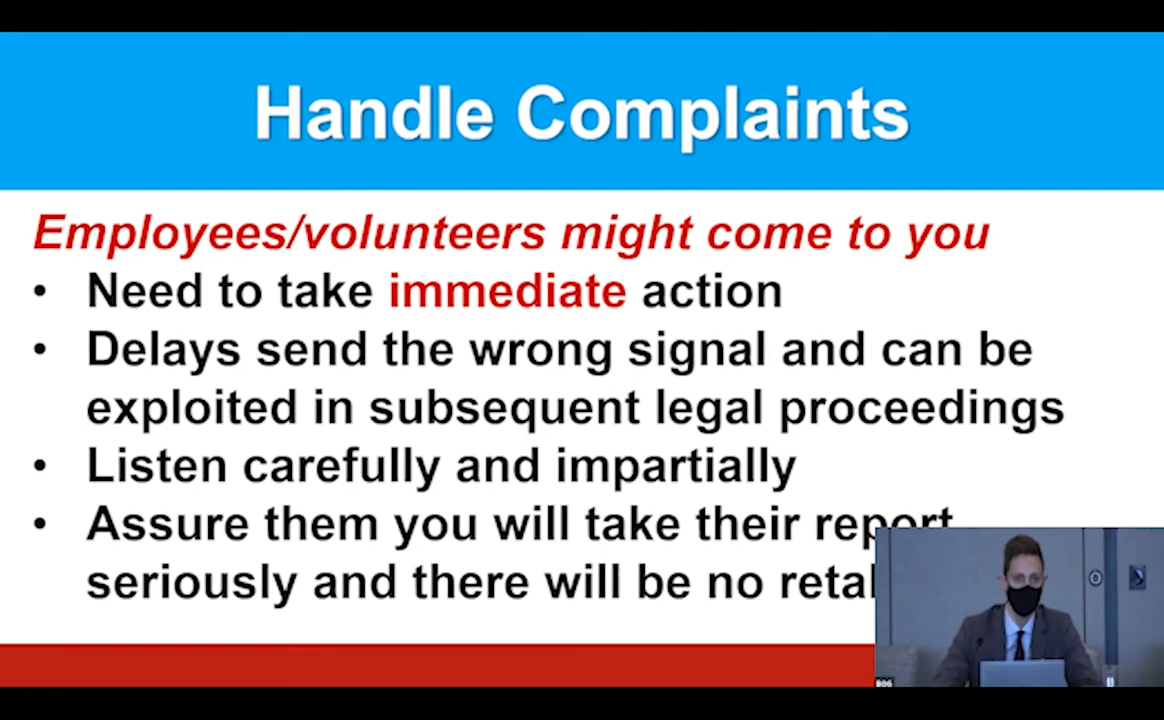 Handle Complaints
Employees/volunteers might come to you
• Need to take immediate action
• Delays send the wrong signal and can be
exploited in subsequent legal proceedings
• Listen carefully and impartially
• Assure them you will take their report
seriously and there will be no